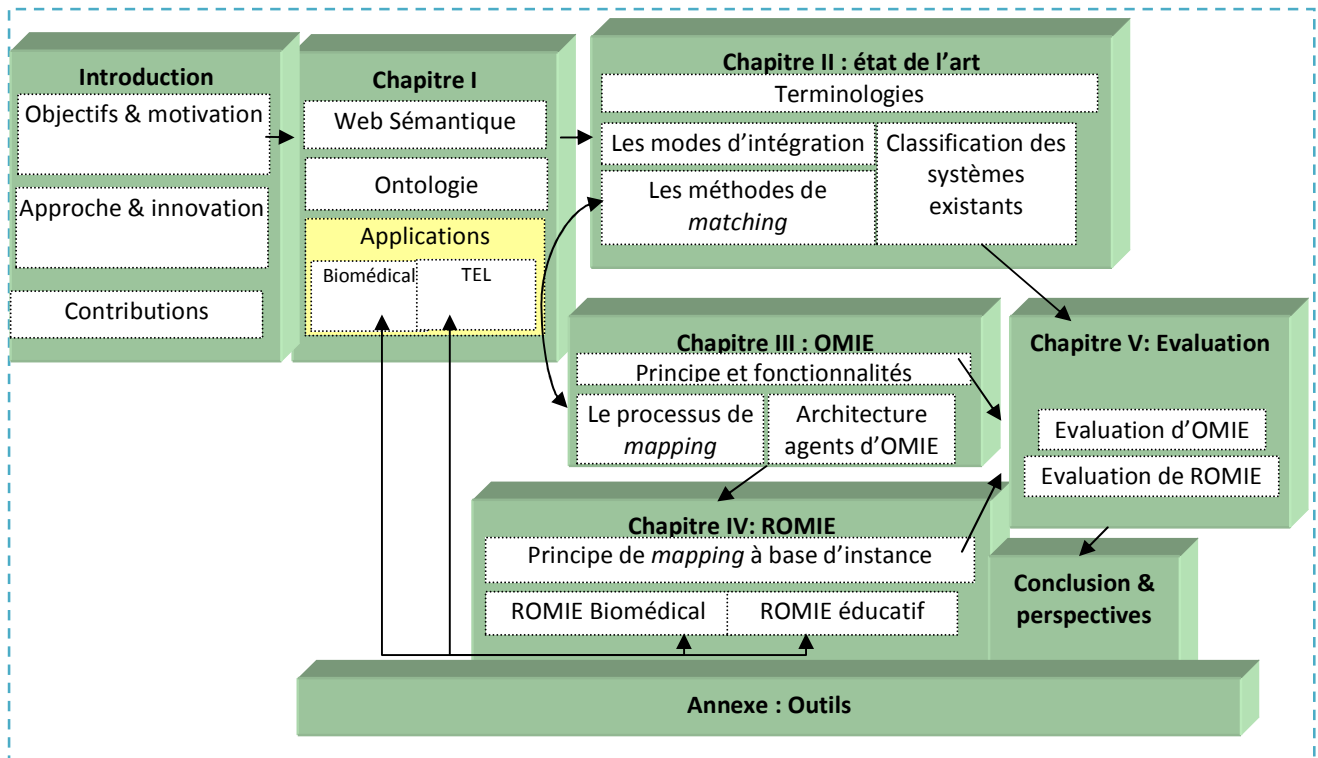 Introduction
Objectifs & motivation
Approche & innovation
Contributions
Chapitre I
Web Sémantique
Ontologie
Applications
Biomédical
TEL
Chapitre II : état de l’art
Terminologies
Les modes d’intégration
Les méthodes de
matching
Classification des
systèmes
existants
Chapitre III : OMIE
Principe et fonctionnalités
Le processus de
mapping
Architecture
agents d’OMIE
Chapitre IV: ROMIE
Principe de mapping à base d’instance
ROMIE Biomédical
ROMIE éducatif
Chapitre V: Evaluation
Evaluation d’OMIE
Evaluation de ROMIE
Conclusion &
perspectives
Annexe : Outils